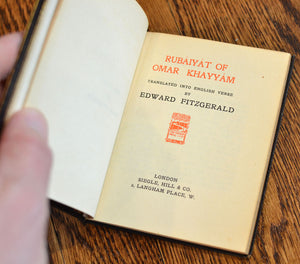 RUBAIYAT OF
OMAR KHAYYAM
TRANSLATED INTO ENGLISH VERSE
BY
EDWARD FITZGERALD
LONDON
SIEGLE, HILL & CO.
2, LANGHAM PLACE, W.